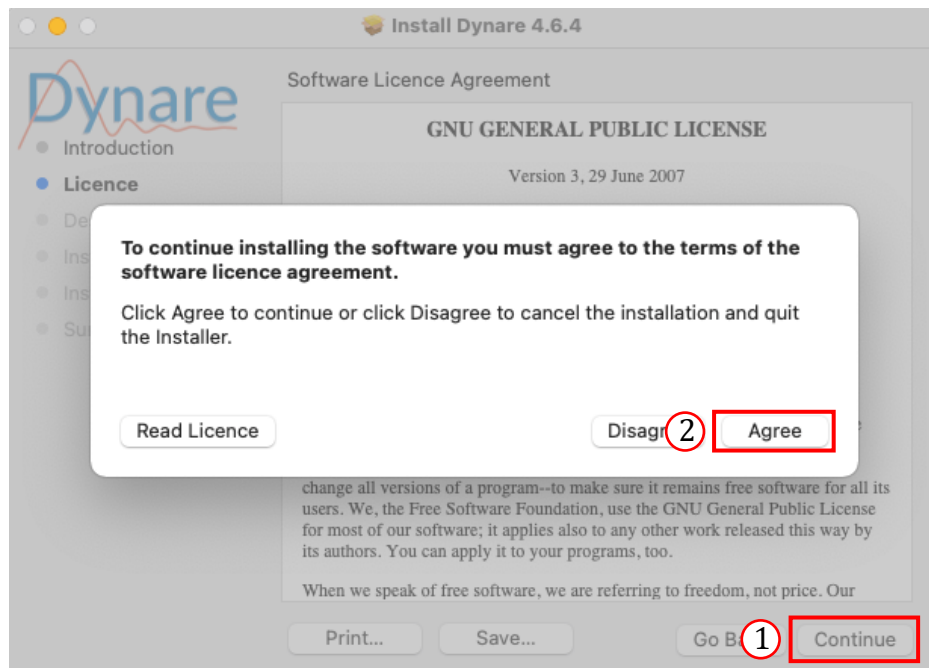 Install Dynare 4.6.4
Dynare
Introduction
Licence
De
Ins
Ins
Su
Software Licence Agreement
GNU GENERAL PUBLIC LICENSE
Version 3, 29 June 2007
To continue installing the software you must agree to the terms of the
software licence agreement.
Click Agree to continue or click Disagree to cancel the installation and quit
the Installer.
Read Licence
Disagr
2
Agree
change all versions of a program--to make sure it remains free software for all its
users. We, the Free Software Foundation, use the GNU General Public License
for most of our software; it applies also to any other work released this way by
its authors. You can apply it to your programs, too.
When we speak of free software, we are referring to freedom, not price. Our
Print...
Save...
Go B
1
Continue